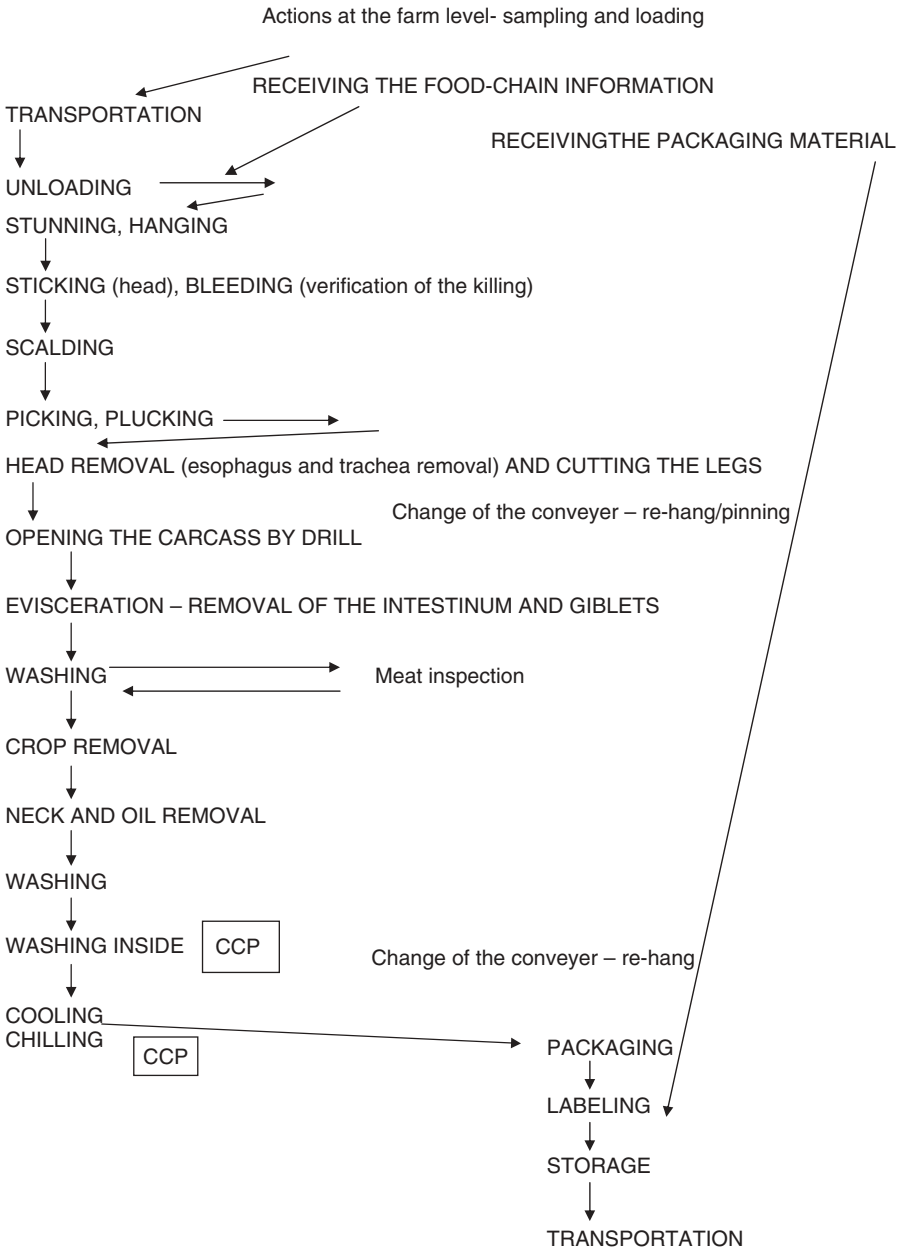 Actions at the farm level- sampling and loading
RECEIVING THE FOOD-CHAIN INFORMATION
TRANSPORTATION
RECEIVINGTHE PACKAGING MATERIAL
UNLOADING
STUNNING, HANGING
STICKING (head), BLEEDING (verification of the killing)
SCALDING
PICKING, PLUCKING
HEAD REMOVAL (esophagus and trachea removal) AND CUTTING THE LEGS
Change of the conveyer – re-hang/pinning
OPENING THE CARCASS BY DRILL
EVISCERATION – REMOVAL OF THE INTESTINUM AND GIBLETS
WASHING
Meat inspection
CROP REMOVAL
NECK AND OIL REMOVAL
WASHING
WASHING INSIDE
CCP
Change of the conveyer – re-hang
COOLING
CHILLING
CCP
PACKAGING
LABELING
STORAGE
TRANSPORTATION